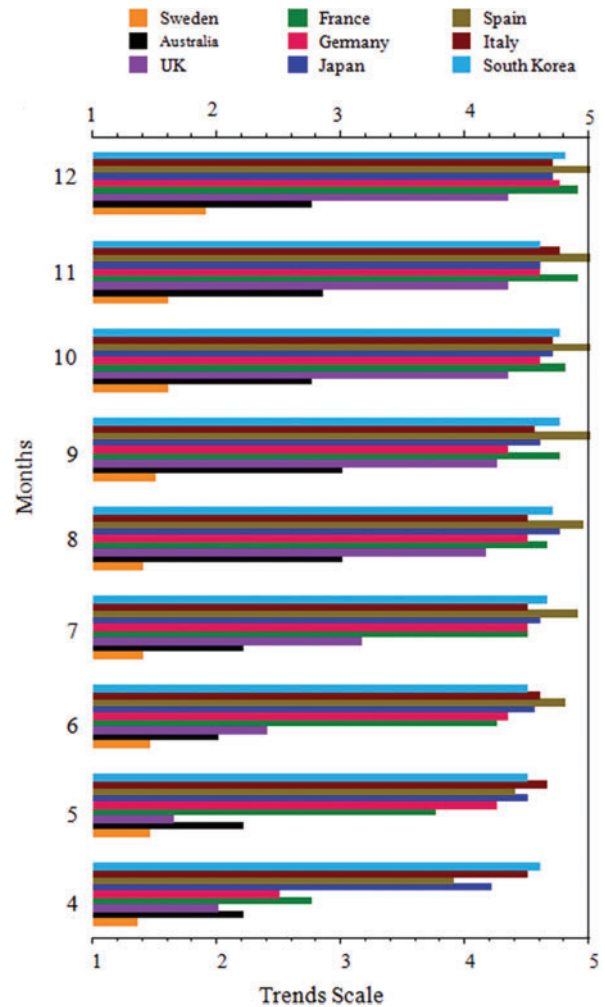 Sweden France Spain
Australia Germany Italy
UK Japan South Korea
1 2 3 4 5
12
11
10
9
8
7
6
5
4
Months
1 2 3 4 5
Trends Scale